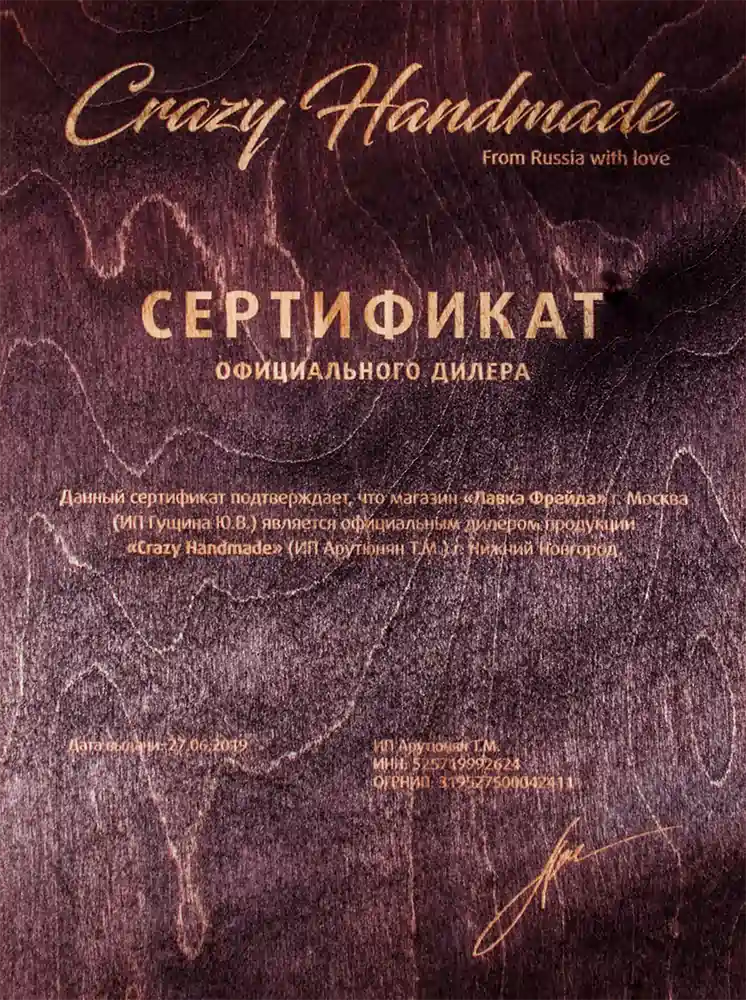 Crazy Handmade
From Russia with love
СЕРТИФИКАТ
ОФИЦИАЛЬНОГО ДИЛЕРА
Данный сертификат подтверждает, что магазин «Лавка Фрейда» г. Москва
(ИП Гущина Ю.В.) является официальным дилером продукции
«Crazy Handmade» (ИП Арутюнян Т.М.) г. Нижний Новгород.
Дата выдачи: 27.06.2019
ИП Арутюнян Т.М.
ИНН: 525719992624
ОГРНИП: 319527500042411